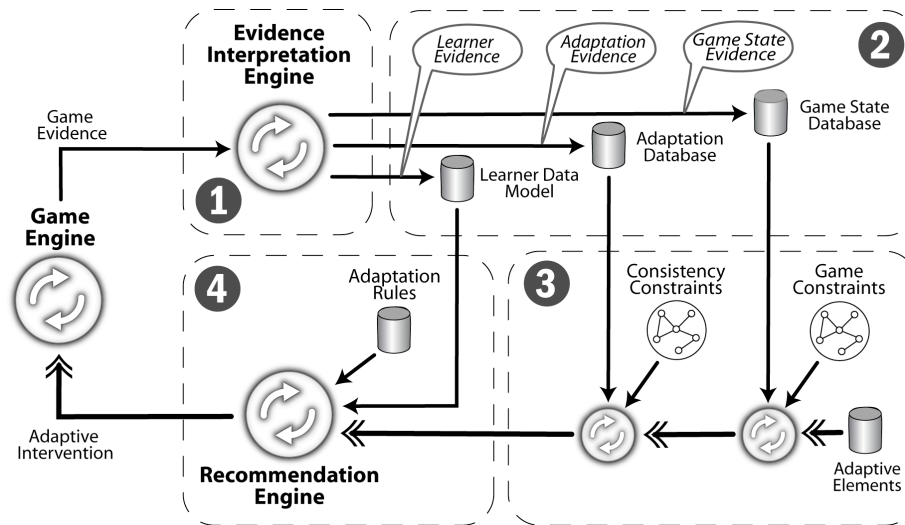 Evidence
Interpretation
Engine
1
Learner
Evidence
Adaptation
Evidence
Game State
Evidence
2
Game State
Database
Adaptation
Database
Learner Data
Model
Game
Evidence
Game
Engine
Adaptive
Intervention
4
Adaptation
Rules
Recommendation
Engine
3
Consistency
Constraints
Game
Constraints
Adaptive
Elements